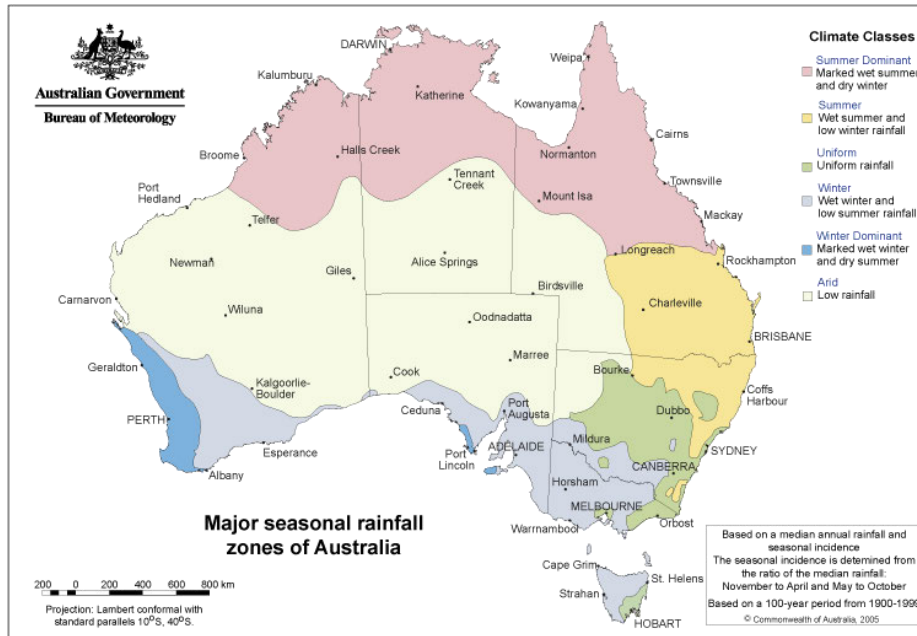 Australian Government
Bureau of Meteorology
Climate Classes
Summer Dominant
Marked wet summer
and dry winter
Summer
Wet summer and
low winter rainfall
Uniform
Uniform rainfall
Winter
Wet winter and
low summer rainfall
Winter Dominant
Marked wet winter
and dry summer
Arid
Low rainfall
DARWIN
Weipa
Kalumburu
Katherine
Kowanyama
Cairns
Broome
Halls Creek
Normanton
Port
Hedland
Tennant
Creek
Townsville
Mount Isa
Telfer
Mackay
Newman
Giles
Alice Springs
Longreach
Rockhampton
Carnarvon
Wiluna
Birdsville
Charleville
Oodnadatta
BRISBANE
Geraldton
Kalgoorlie-
Boulder
Cook
Marree
Bourke
Coffs
Harbour
PERTH
Ceduna
Port
Augusta
Dubbo
Esperance
Albany
Port
Lincoln
ADELAIDE
Mildura
SYDNEY
CANBERRA
Horsham
MELBOURNE
Orbost
Warrnambool
Cape Grim
St. Helens
Strahan
HOBART
Major seasonal rainfall
zones of Australia
200 0 200 400 600 800 km
Projection: Lambert conformal with
standard parallels 10°S, 40°S.
Based on a median annual rainfall and
seasonal incidence
The seasonal incidence is detemined from
the ratio of the median rainfall:
November to April and May to October
Based on a 100-year period from 1900-1999
© Commonwealth of Australia, 2005